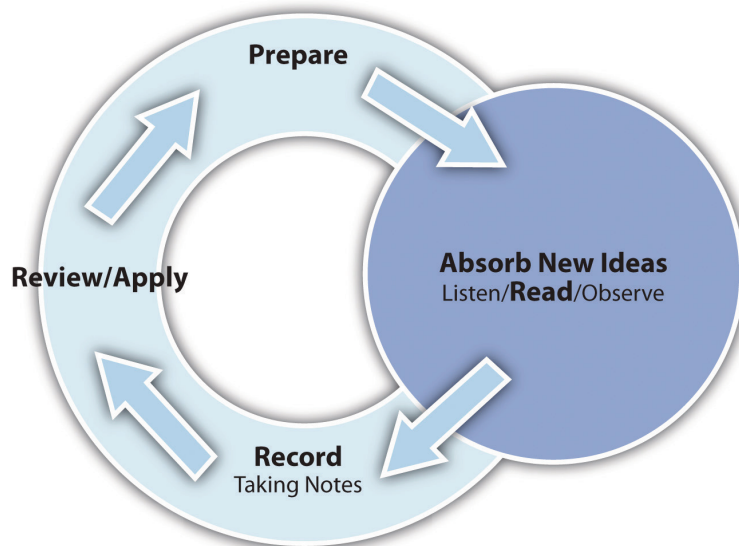 Prepare
Absorb New Ideas
Listen/Read/Observe
Record
Taking Notes
Review/Apply